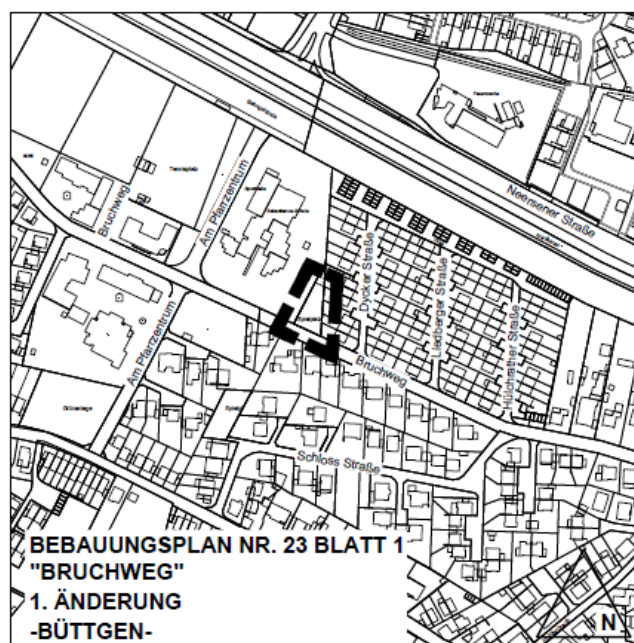 Neersener Straße
Tennisplatz
Bruchweg
Am Pfarrzentrum
Dycker Straße
Liedberger Straße
Hülchrather Straße
Am Pfarrzentrum
Bruchweg
Schloss Straße
BEBAUUNGSPLAN NR. 23 BLATT 1
"BRUCHWEG"
1. ÄNDERUNG
-BÜTTGEN-
N